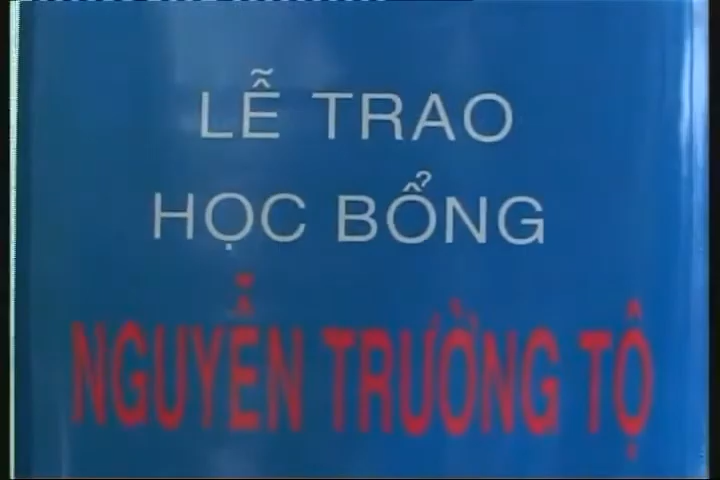 LỄ TRAO
HỌC BỔNG
NGUYỄN TRƯỜNG TỘ